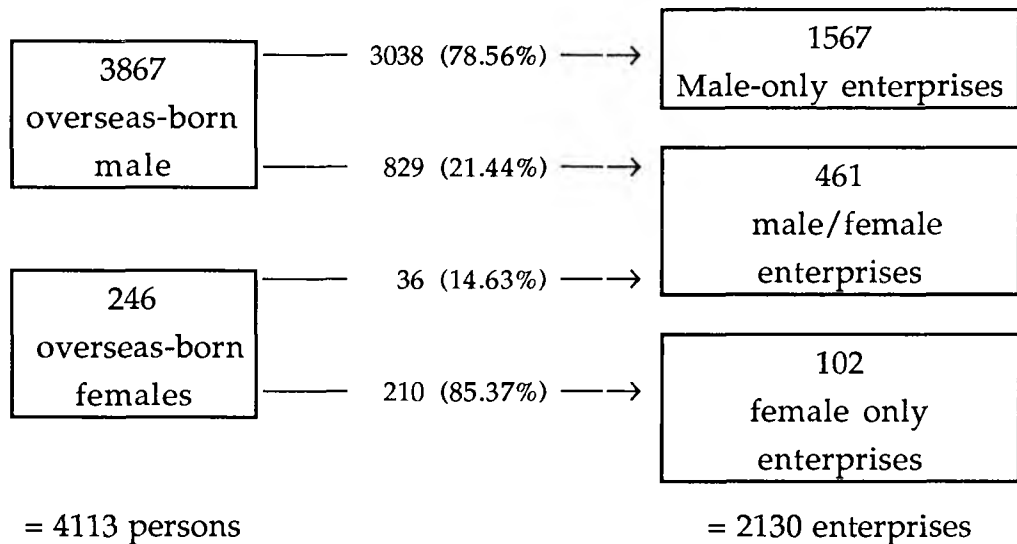 3867
overseas-born
male
3038 (78.56%)
1567
Male-only enterprises
829 (21.44%)
461
male/female
enterprises
246
overseas-born
females
36 (14.63%)
210 (85.37%)
102
female only
enterprises
= 4113 persons
= 2130 enterprises